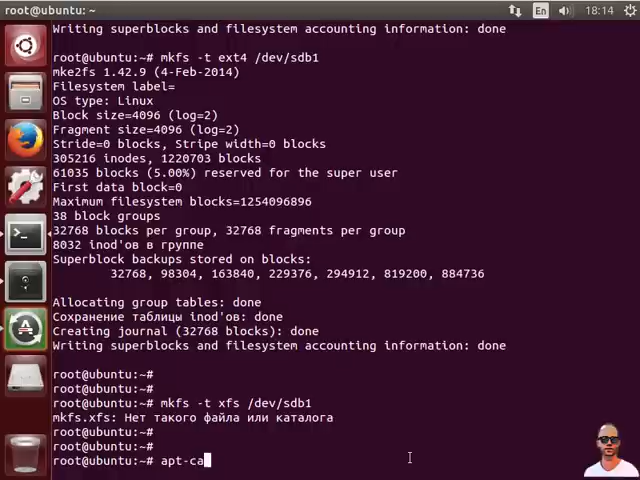 root@ubuntu: ~
En
18:14
Writing superblocks and filesystem accounting information: done
root@ubuntu:~# mkfs -t ext4 /dev/sdb1
mke2fs 1.42.9 (4-Feb-2014)
Filesystem label=
OS type: Linux
Block size=4096 (log=2)
Fragment size=4096 (log=2)
Stride=0 blocks, Stripe width=0 blocks
305216 inodes, 1220703 blocks
61035 blocks (5.00%) reserved for the super user
First data block=0
Maximum filesystem blocks=1254096896
38 block groups
32768 blocks per group, 32768 fragments per group
8032 inod'ов в группе
Superblock backups stored on blocks:
32768, 98304, 163840, 229376, 294912, 819200, 884736
Allocating group tables: done
Сохранение таблицы inod'ов: done
Creating journal (32768 blocks): done
Writing superblocks and filesystem accounting information: done
root@ubuntu:~#
root@ubuntu:~#
root@ubuntu:~# mkfs -t xfs /dev/sdb1
mkfs.xfs: Нет такого файла или каталога
root@ubuntu:~#
root@ubuntu:~#
root@ubuntu:~# apt-ca